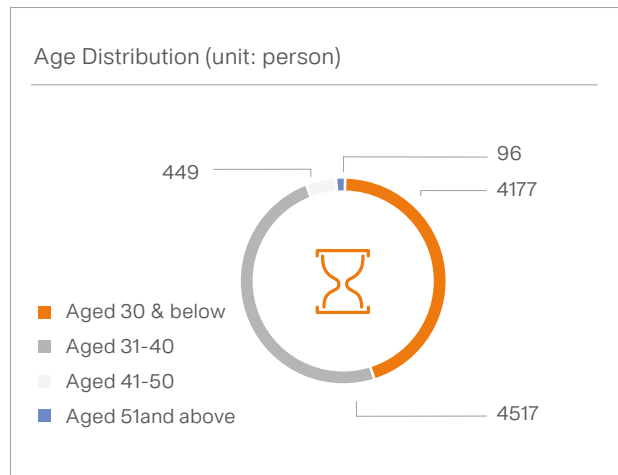 Age Distribution (unit: person)
96
449
4177
Aged 30 & below
Aged 31-40
Aged 41-50
Aged 51and above
4517